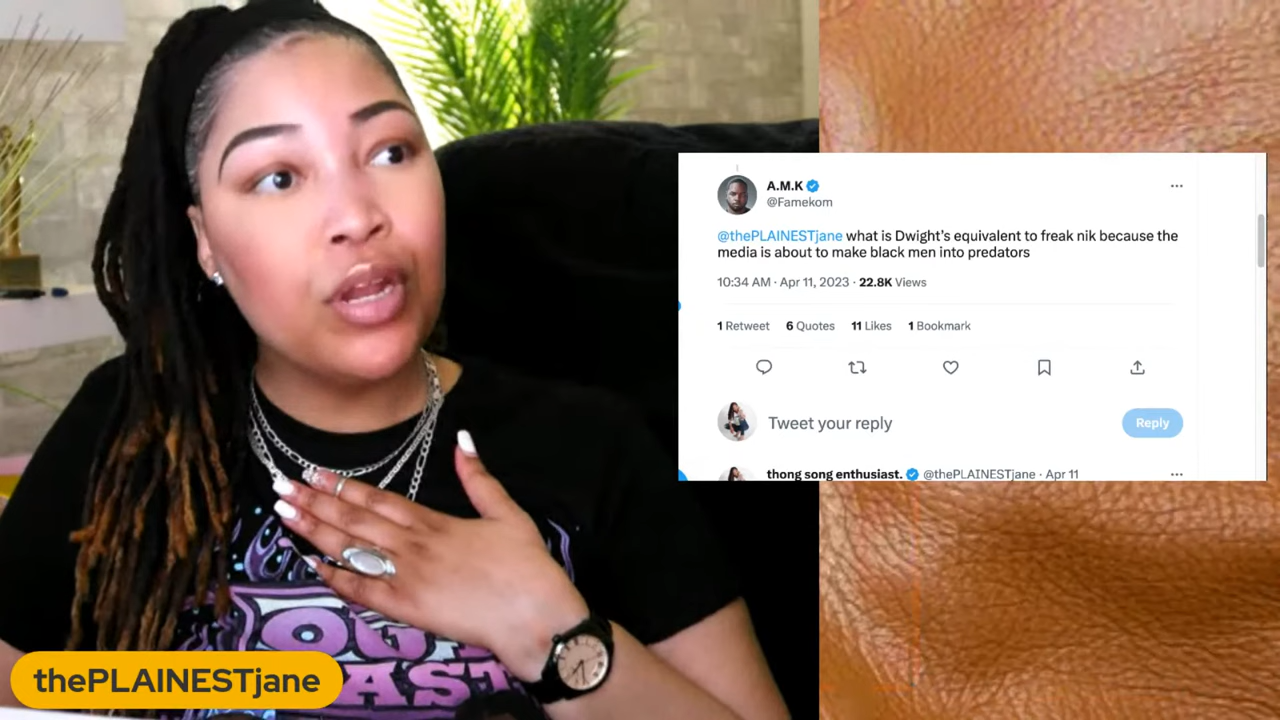 A.M.K
@Famekom
@thePLAINESTjane what is Dwight’s equivalent to freak nik because the
media is about to make black men into predators
10:34 AM · Apr 11, 2023 · 22.8K Views
1 Retweet 6 Quotes 11 Likes 1 Bookmark
Tweet your reply
Reply
thong song enthusiast. @thePLAINESTjane · Apr 11
thePLAINESTjane